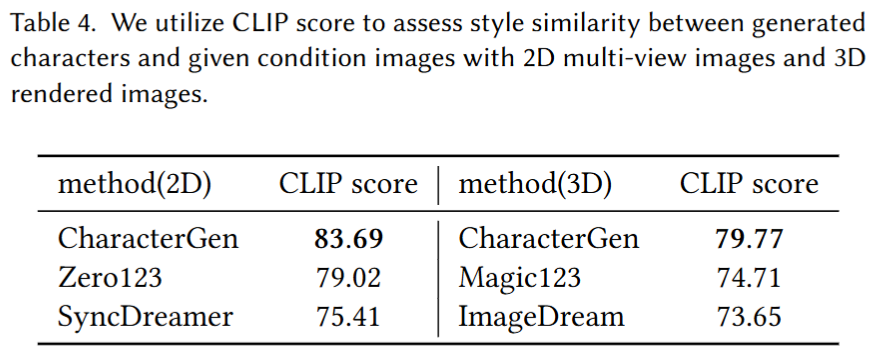 Table 4. We utilize CLIP score to assess style similarity between generated
characters and given condition images with 2D multi-view images and 3D
rendered images.
method(2D) CLIP score method(3D) CLIP score
CharacterGen 83.69 CharacterGen 79.77
Zero123 79.02 Magic123 74.71
SyncDreamer 75.41 ImageDream 73.65